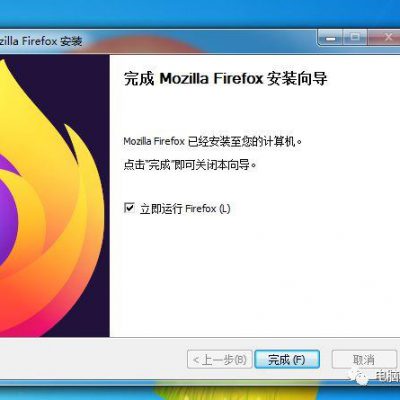 zilla Firefox 安装
完成 Mozilla Firefox 安装向导
Mozilla Firefox 已经安装至您的计算机。
点击“完成”即可关闭本向导。
立即运行 Firefox (L)
< 上一步(B)
完成 (F)
取消
电脑